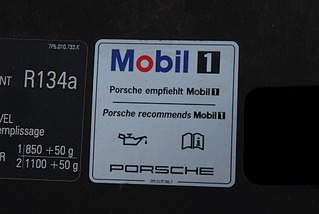 7P5.010.733.K
NT R134a
VEL
emplissage
R 1 850 + 50 g
2 1100 + 50 g
Mobil 1
Porsche empfiehlt Mobil 1
Porsche recommends Mobil 1
PORSCHE